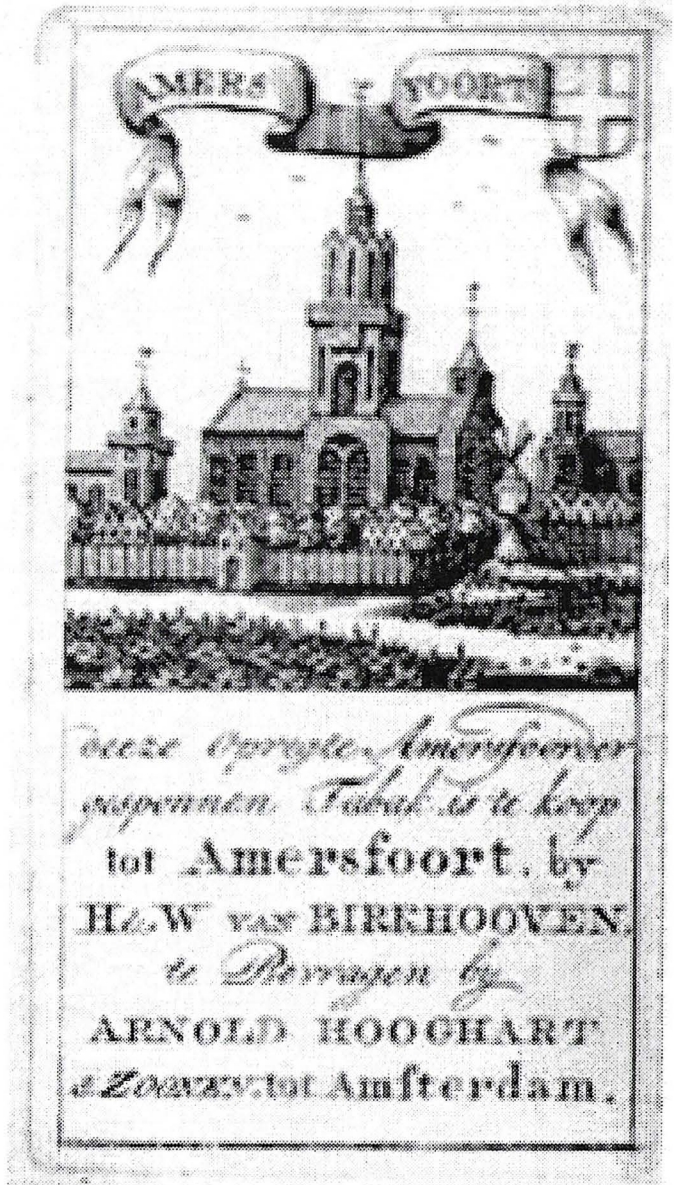 AMERS FOORT
deeze Opregte Amersfoorser
gesponnen Tabak is te koop
tot Amersfoort, by
H & W VAN BIRKHOOVEN.
te Bevragen by
ARNOLD HOOGHART
& ZOONEN. tot Amſterdam.